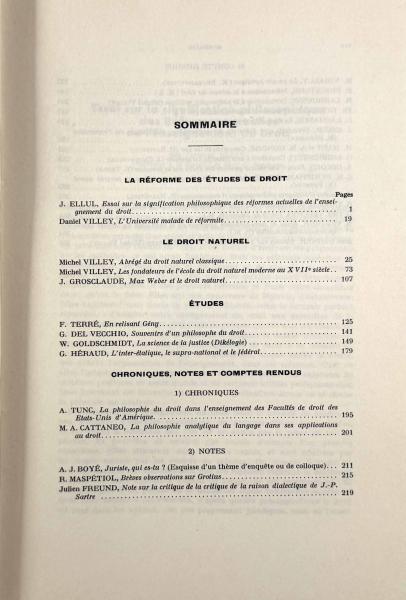 SOMMAIRE
LA RÉFORME DES ÉTUDES DE DROIT
Pages
J. ELLUL, Essai sur la signification philosophique des réformes actuelles de l'ensei-
gnement du droit 1
Daniel VILLEY, L'Université malade de réformite 19
LE DROIT NATUREL
Michel VILLEY, Abrégé du droit naturel classique 25
Michel VILLEY, Les fondateurs de l'école du droit naturel moderne au XVIIe siècle .. 73
J. GROSCLAUDE, Max Weber et le droit naturel 107
ÉTUDES
F. TERRÉ, En relisant Gény 125
G. DEL VECCHIO, Souvenirs d'un philosophe du droit 141
W. GOLDSCHMIDT, La science de la justice (Dikélogie) 149
G. HÉRAUD, L'inter-étatique, le supra-national et le fédéral 179
CHRONIQUES, NOTES ET COMPTES RENDUS
1) CHRONIQUES
A. TUNC, La philosophie du droit dans l'enseignement des Facultés de droit des
Etats-Unis d'Amérique. 195
M. A. CATTANEO, La philosophie analytique du langage dans ses applications
au droit 201
2) NOTES
A. J. BOYÉ, Juriste, qui es-tu ? (Esquisse d'un thème d'enquête ou de colloque)... 211
R. MASPÉTIOL, Brèves observations sur Grotius 215
Julien FREUND, Note sur la critique de la critique de la raison dialectique de J.-P.
Sartre 219